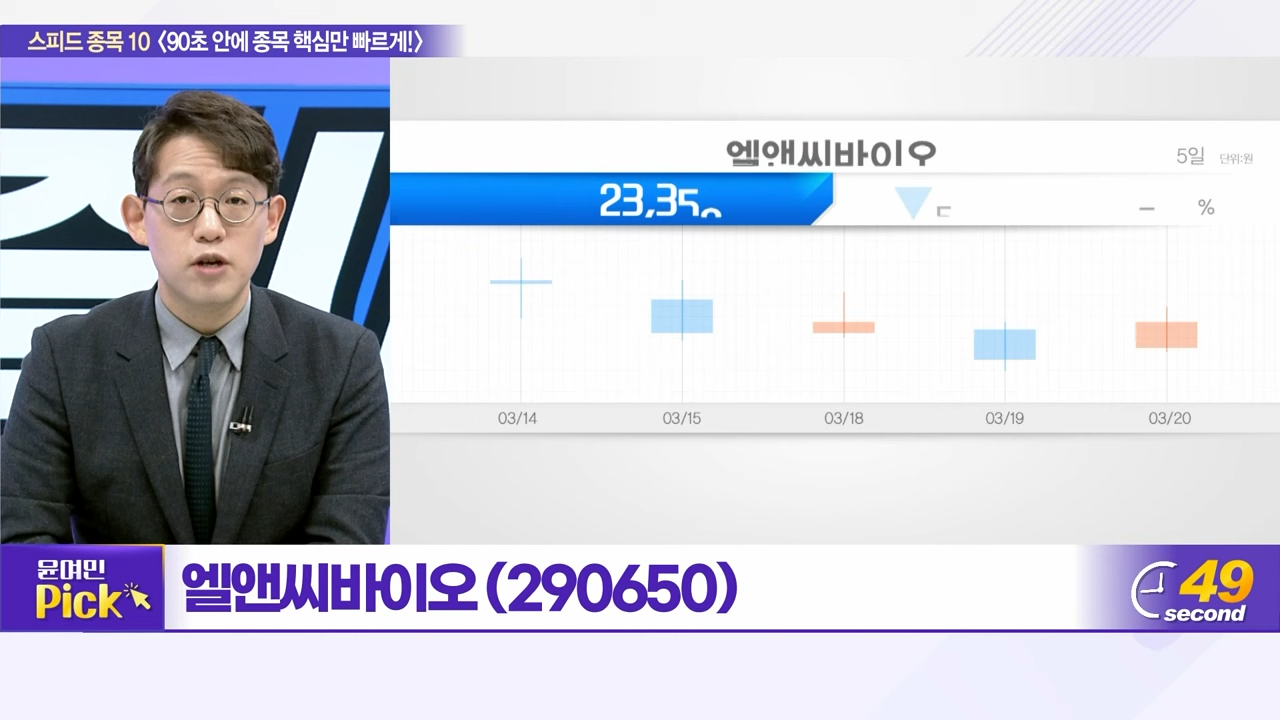 스피드 종목 10 〈90초 안에 종목 핵심만 빠르게!〉
엘앤씨바이오
5일 단위:원
%
03/14 03/15 03/18 03/19 03/20
윤여민
Pick
엘앤씨바이오 (290650)
49
second